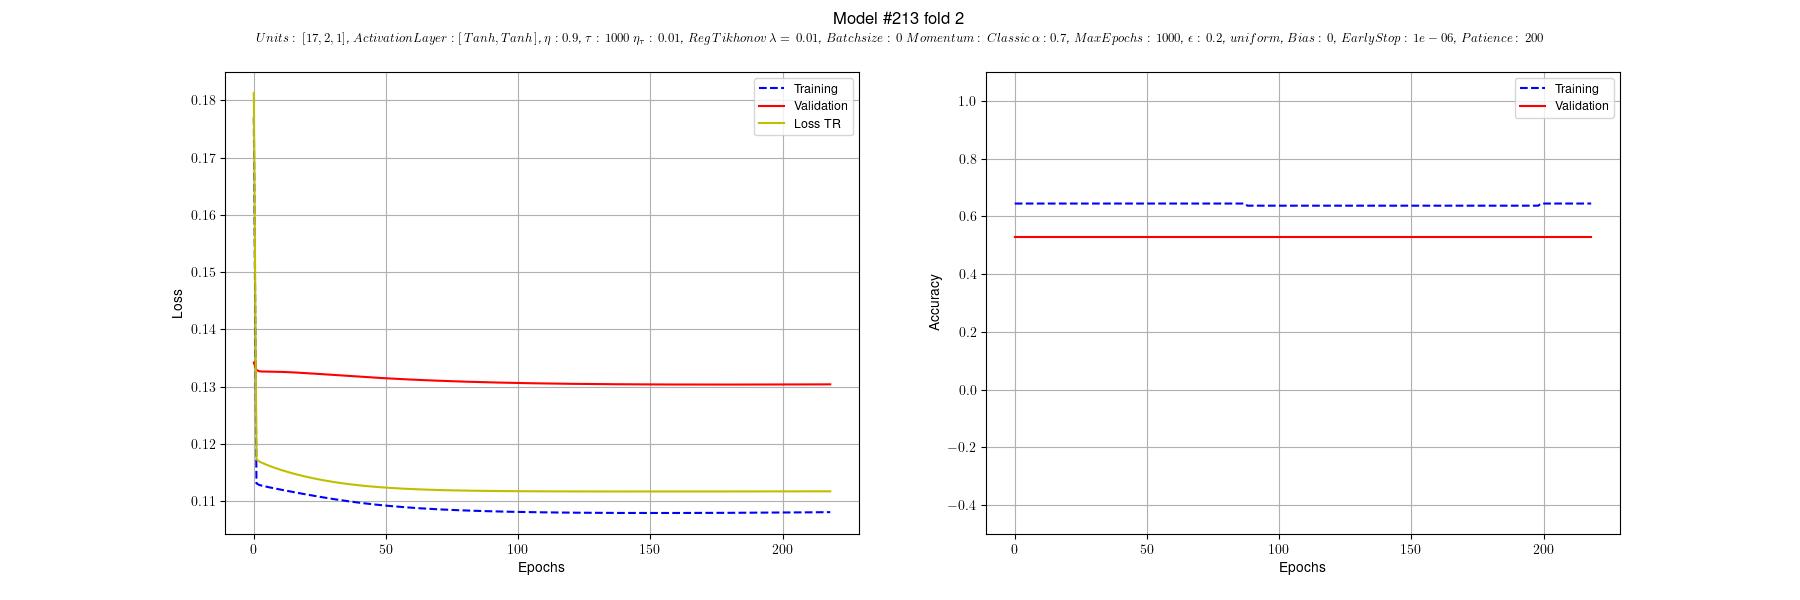 Model #213 fold 2
Units : [17, 2, 1], ActivationLayer : [Tanh, Tanh], η : 0.9, τ : 1000 ητ : 0.01, RegTikhonov λ = 0.01, Batchsize : 0 Momentum : Classic α : 0.7, MaxEpochs : 1000, ϵ : 0.2, uniform, Bias : 0, EarlyStop : 1e − 06, Patience : 200
Training
Validation
Loss TR
0.18
0.17
0.16
0.15
0.14
0.13
0.12
0.11
Loss
0 50 100 150 200
Epochs
Training
Validation
1.0
0.8
0.6
0.4
0.2
0.0
−0.2
−0.4
Accuracy
0 50 100 150 200
Epochs